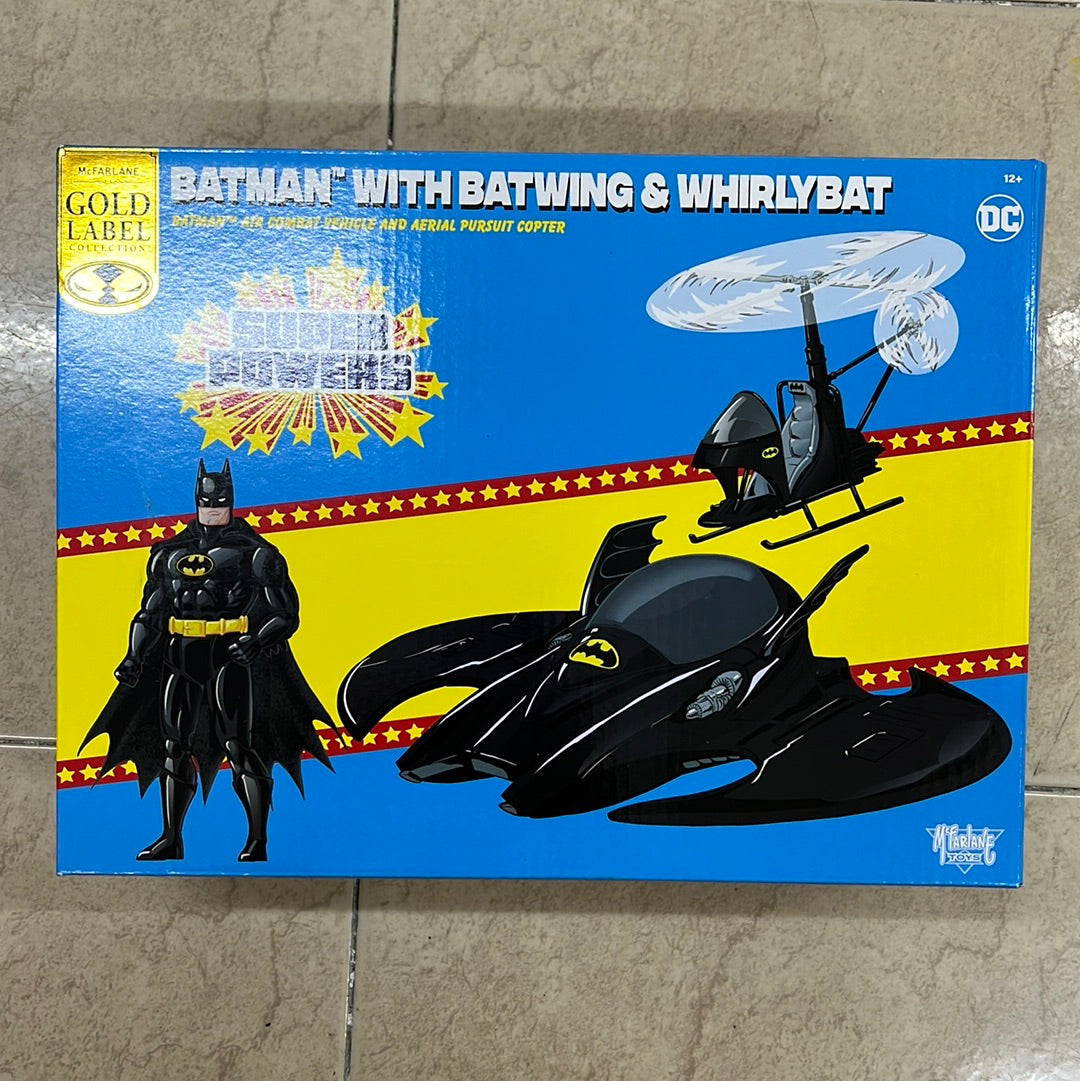 McFARLANE
GOLD
LABEL
COLLECTION
BATMAN™ WITH BATWING & WHIRLYBAT
BATMAN™ AIR COMBAT VEHICLE AND AERIAL PURSUIT COPTER
12+
DC
SUPER
POWERS
McFARLANE
TOYS